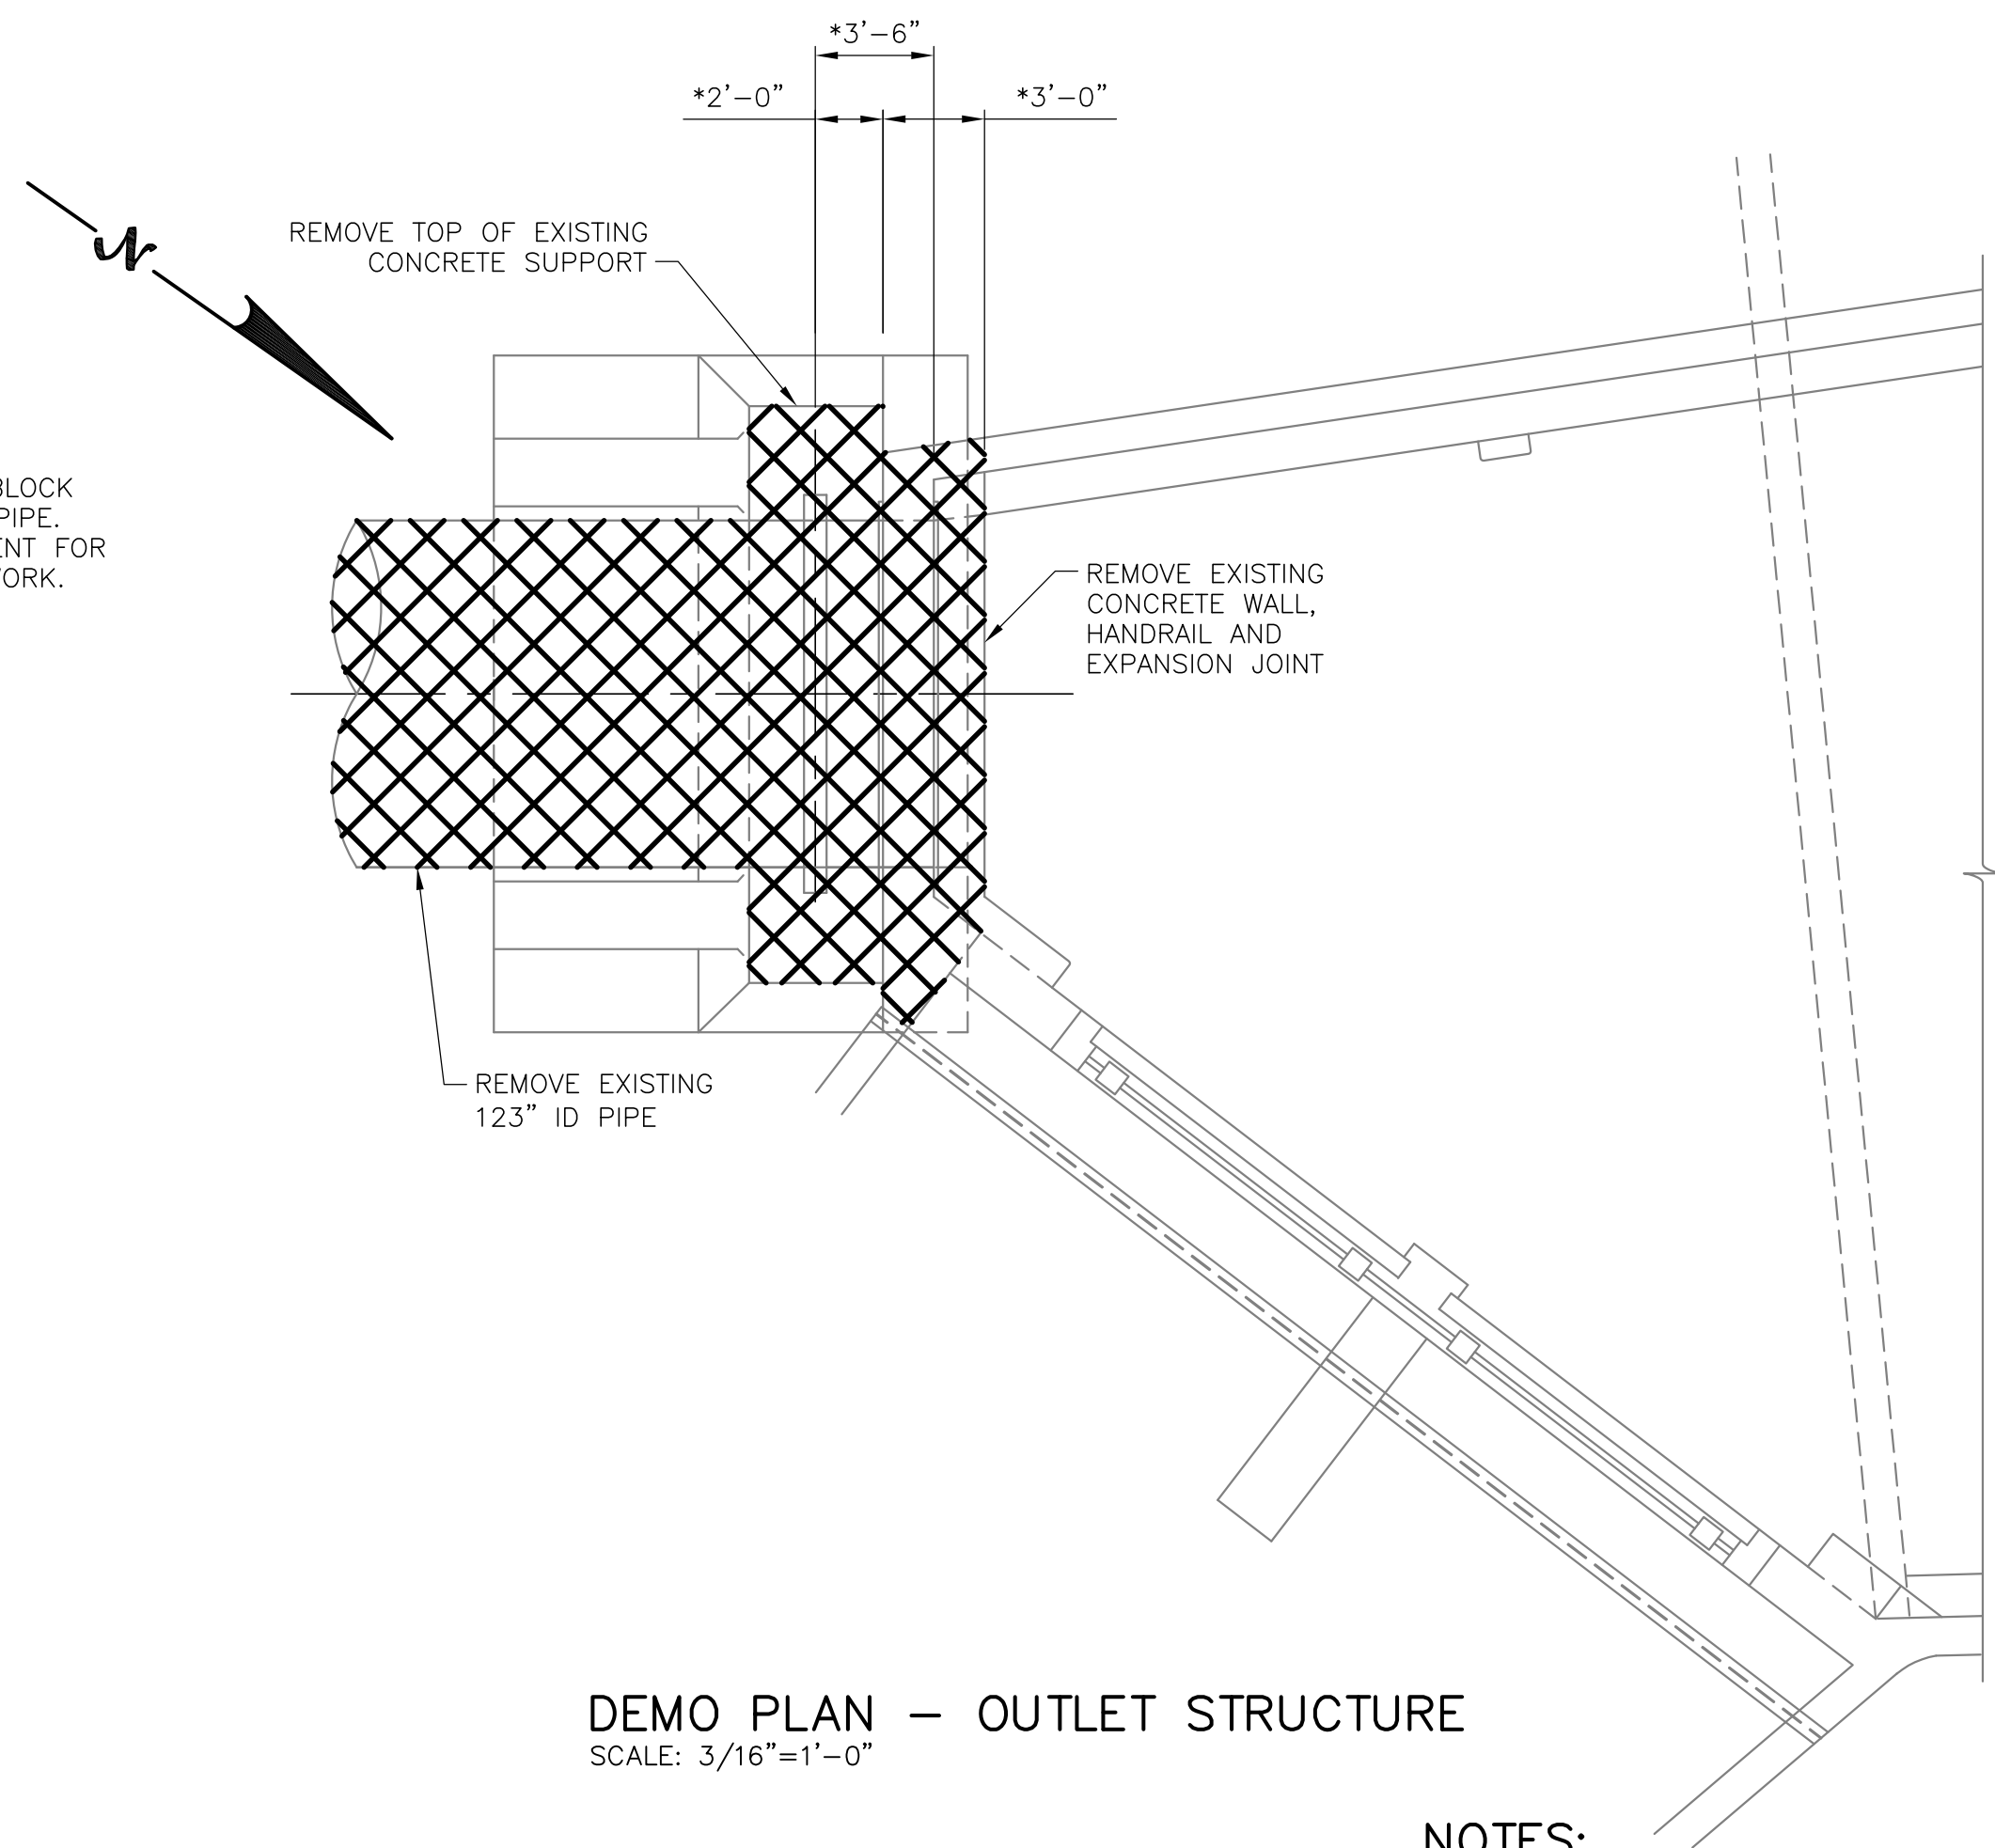 *3'-6"
*2'-0"
*3'-0"
REMOVE TOP OF EXISTING
CONCRETE SUPPORT
N
BLOCK
PIPE.
ENT FOR
WORK.
REMOVE EXISTING
CONCRETE WALL,
HANDRAIL AND
EXPANSION JOINT
REMOVE EXISTING
123" ID PIPE
DEMO PLAN – OUTLET STRUCTURE
SCALE: 3/16"=1'-0"
NOTES: